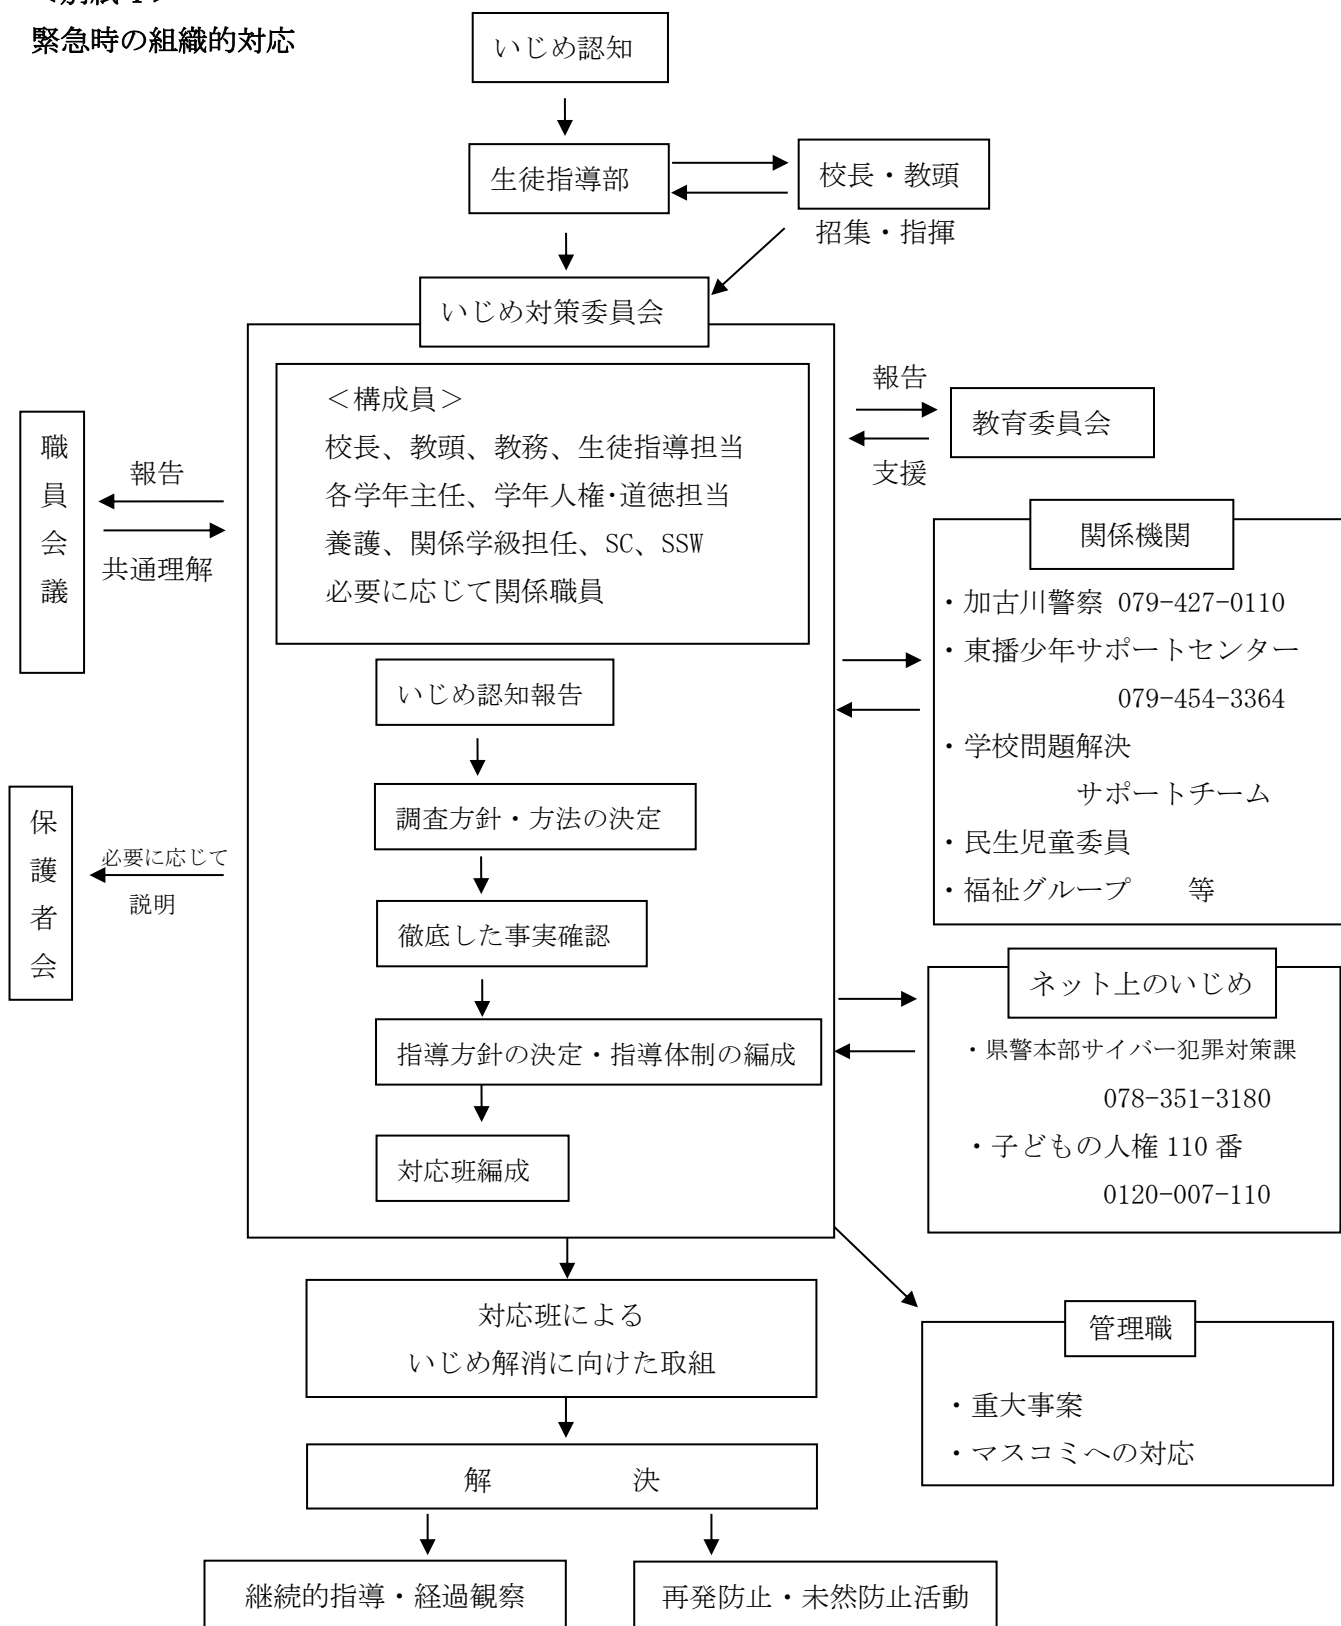 緊急時の組織的対応
いじめ認知
生徒指導部
校長・教頭
招集・指揮
いじめ対策委員会
<構成員>
校長、教頭、教務、生徒指導担当
各学年主任、学年人権・道徳担当
養護、関係学級担任、SC、SSW
必要に応じて関係職員
職員会議
報告
共通理解
報告
教育委員会
支援
関係機関
・加古川警察 079-427-0110
・東播少年サポートセンター
079-454-3364
・学校問題解決
サポートチーム
・民生児童委員
・福祉グループ 等
いじめ認知報告
調査方針・方法の決定
保護者会
必要に応じて
説明
徹底した事実確認
指導方針の決定・指導体制の編成
対応班編成
ネット上のいじめ
・県警本部サイバー犯罪対策課
078-351-3180
・子どもの人権 110 番
0120-007-110
対応班による
いじめ解消に向けた取組
管理職
・重大事案
・マスコミへの対応
解 決
継続的指導・経過観察
再発防止・未然防止活動